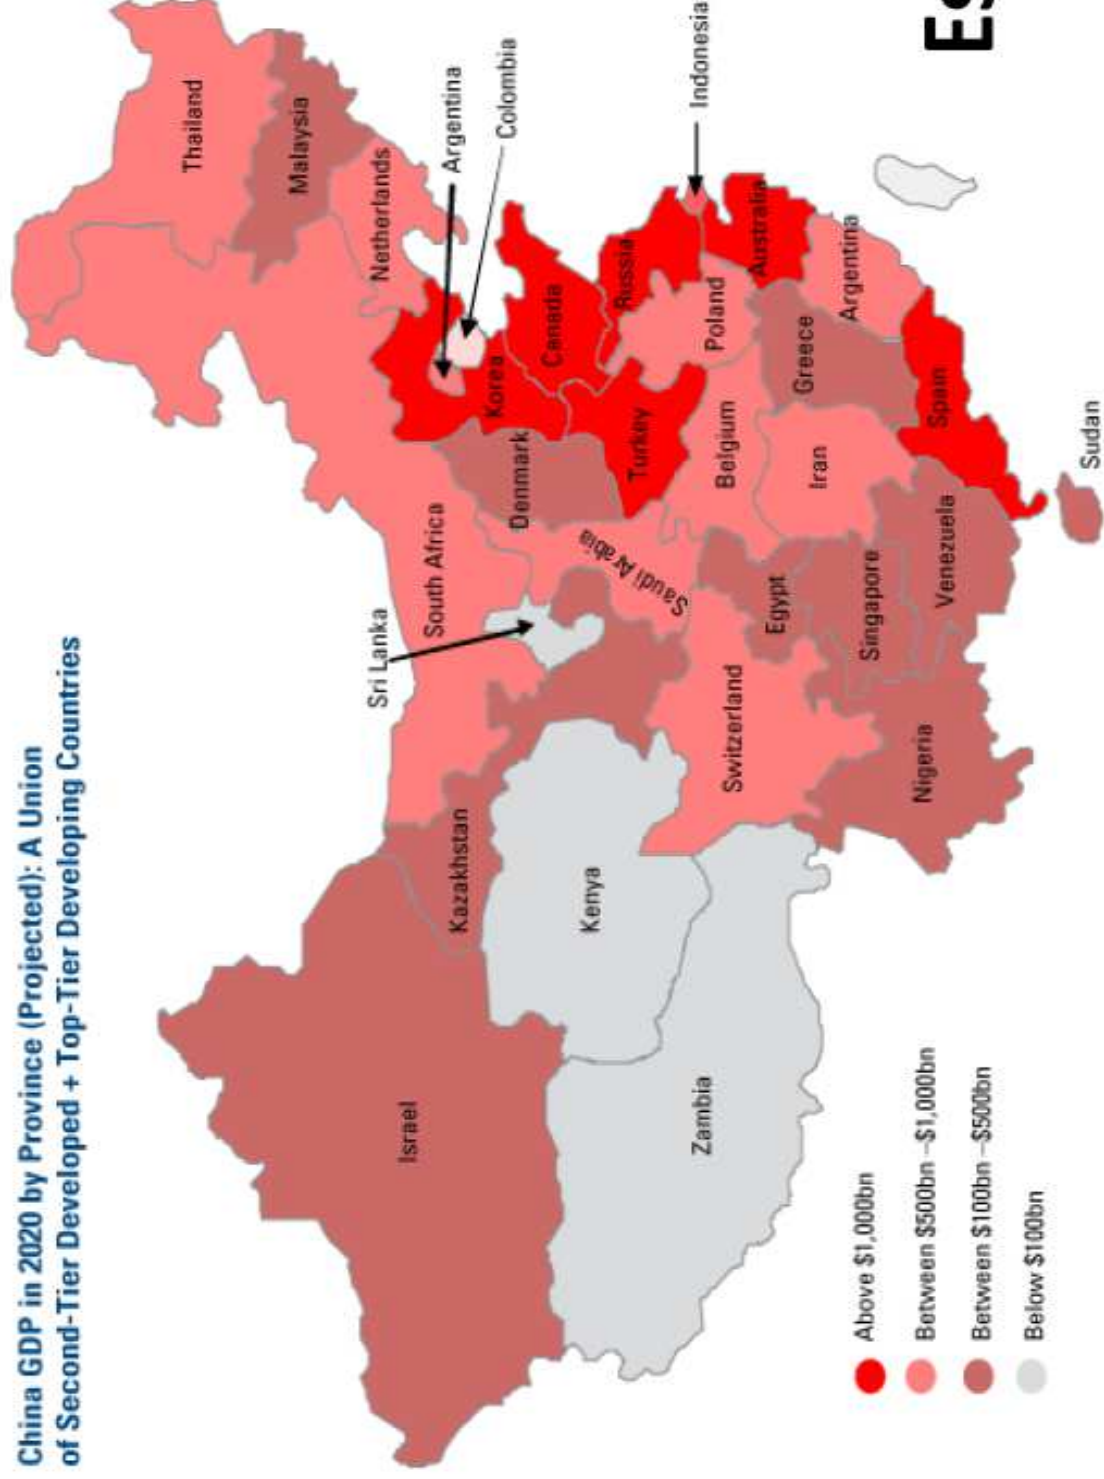 China GDP in 2020 by Province (Projected): A Union
of Second-Tier Developed + Top-Tier Developing Countries
Thailand
Malaysia
Netherlands
Argentina
Colombia
Korea
Canada
Russia
Indonesia
Australia
Argentina
Poland
Greece
Spain
Turkey
Belgium
Iran
Denmark
South Africa
Saudi Arabia
Sri Lanka
Egypt
Singapore
Venezuela
Sudan
Switzerland
Nigeria
Kazakhstan
Kenya
Israel
Zambia
Above $1,000bn
Between $500bn –$1,000bn
Between $100bn –$500bn
Below $100bn
Es